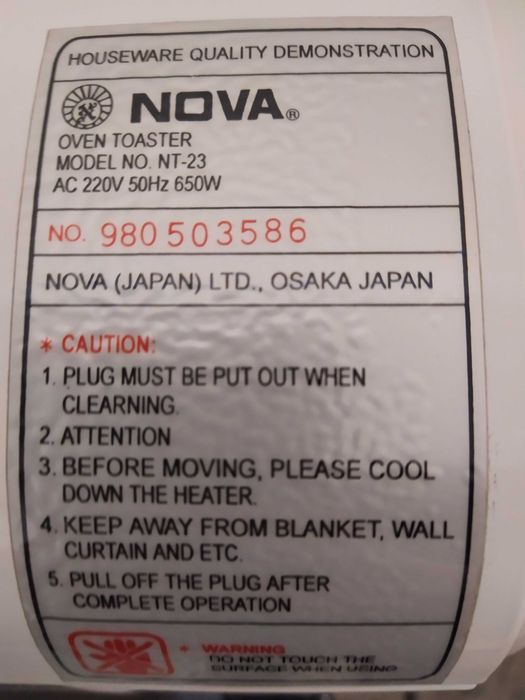 HOUSEWARE QUALITY DEMONSTRATION
NOVA®
OVEN TOASTER
MODEL NO. NT-23
AC 220V 50Hz 650W
NO. 980503586
NOVA (JAPAN) LTD., OSAKA JAPAN
* CAUTION:
1. PLUG MUST BE PUT OUT WHEN
CLEARNING.
2. ATTENTION
3. BEFORE MOVING, PLEASE COOL
DOWN THE HEATER.
4. KEEP AWAY FROM BLANKET, WALL
CURTAIN AND ETC.
5. PULL OFF THE PLUG AFTER
COMPLETE OPERATION
* WARNING
DO NOT TOUCH THE
SURFACE WHEN USING